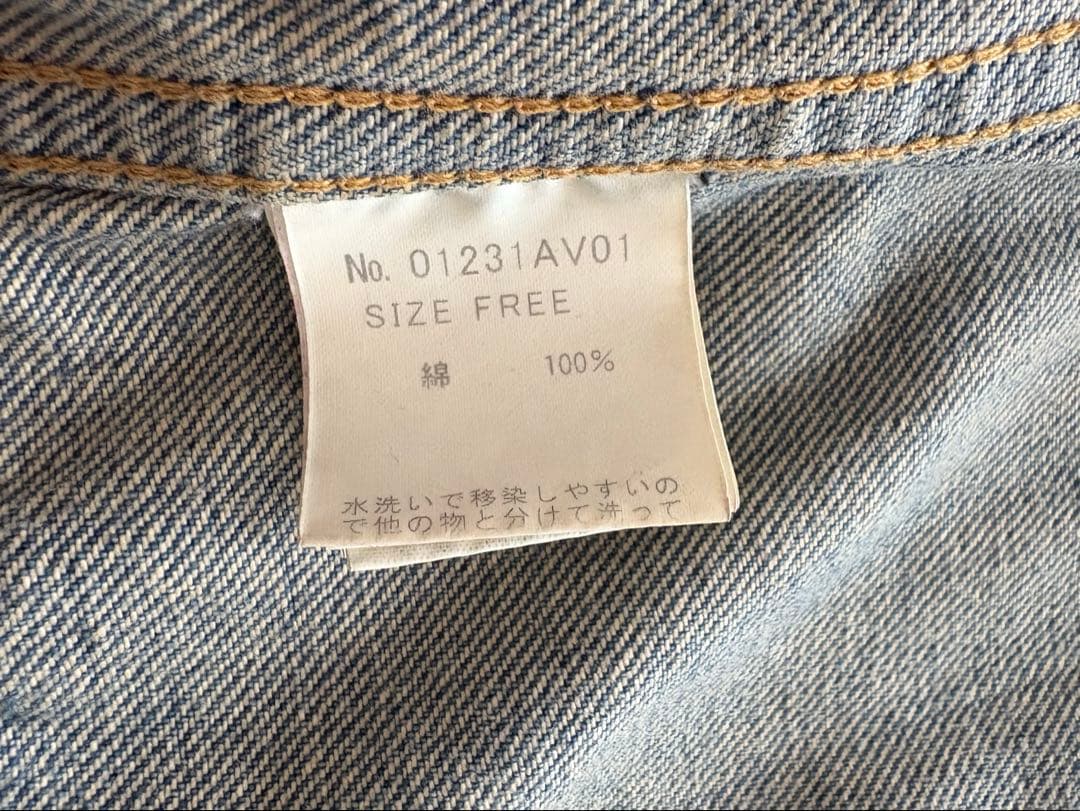 No. 01231AV01
SIZE FREE
綿 100%
水洗いで移染しやすいの
で他の物と分けて洗って